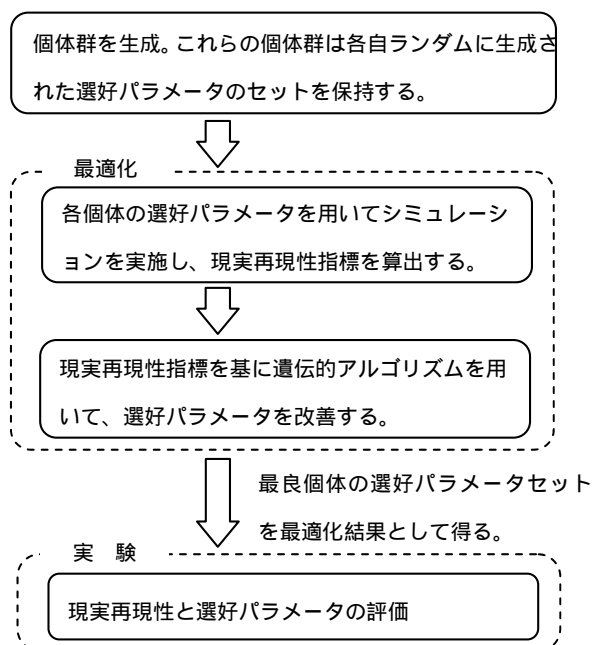 個体群を生成。これらの個体群は各自ランダムに生成さ
れた選好パラメータのセットを保持する。
最適化
各個体の選好パラメータを用いてシミュレーシ
ョンを実施し、現実再現性指標を算出する。
現実再現性指標を基に遺伝的アルゴリズムを用
いて、選好パラメータを改善する。
最良個体の選好パラメータセット
を最適化結果として得る。
実 験
現実再現性と選好パラメータの評価